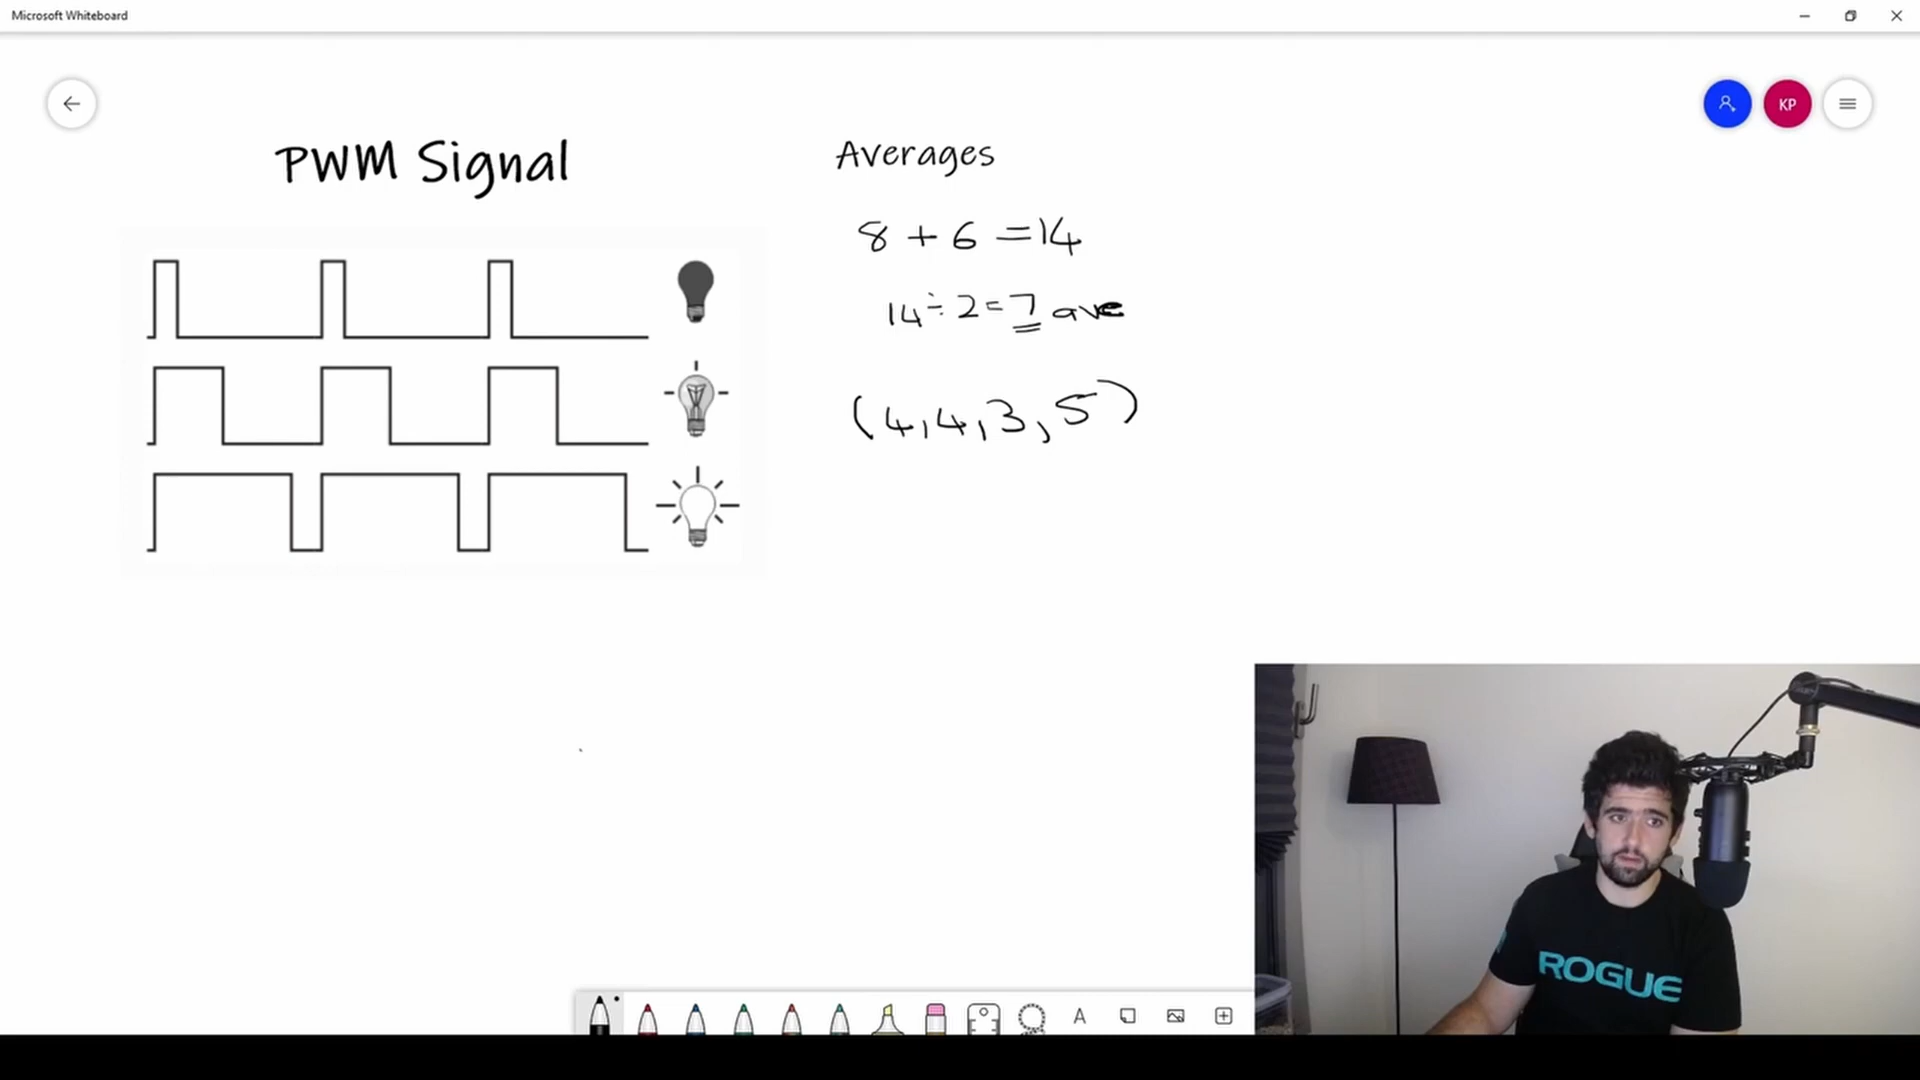 Microsoft Whiteboard
KP
PWM Signal
Averages
8 + 6 = 14
14 ÷ 2 = 7 ave
(4,4,3,5)
A
ROGUE